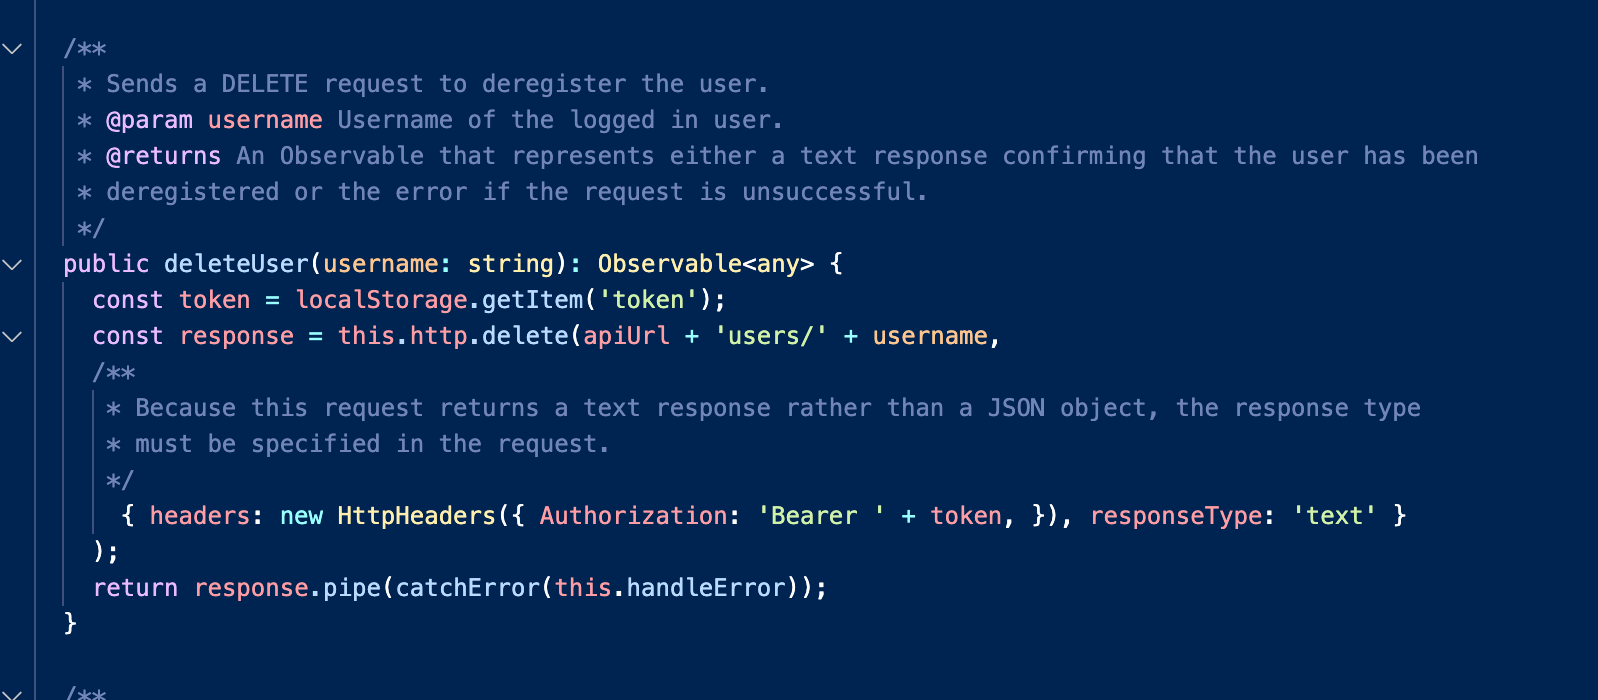 /**
* Sends a DELETE request to deregister the user.
* @param username Username of the logged in user.
* @returns An Observable that represents either a text response confirming that the user has been
* deregistered or the error if the request is unsuccessful.
*/
public deleteUser(username: string): Observable<any> {
const token = localStorage.getItem('token');
const response = this.http.delete(apiUrl + 'users/' + username,
/**
* Because this request returns a text response rather than a JSON object, the response type
* must be specified in the request.
*/
{ headers: new HttpHeaders({ Authorization: 'Bearer ' + token, }), responseType: 'text' }
);
return response.pipe(catchError(this.handleError));
}
/**